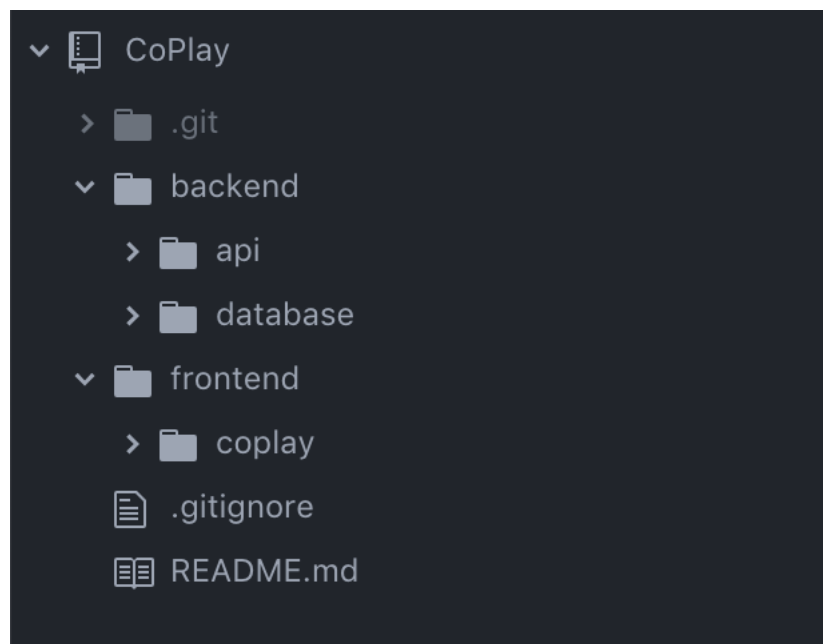 CoPlay
.git
backend
api
database
frontend
coplay
.gitignore
README.md